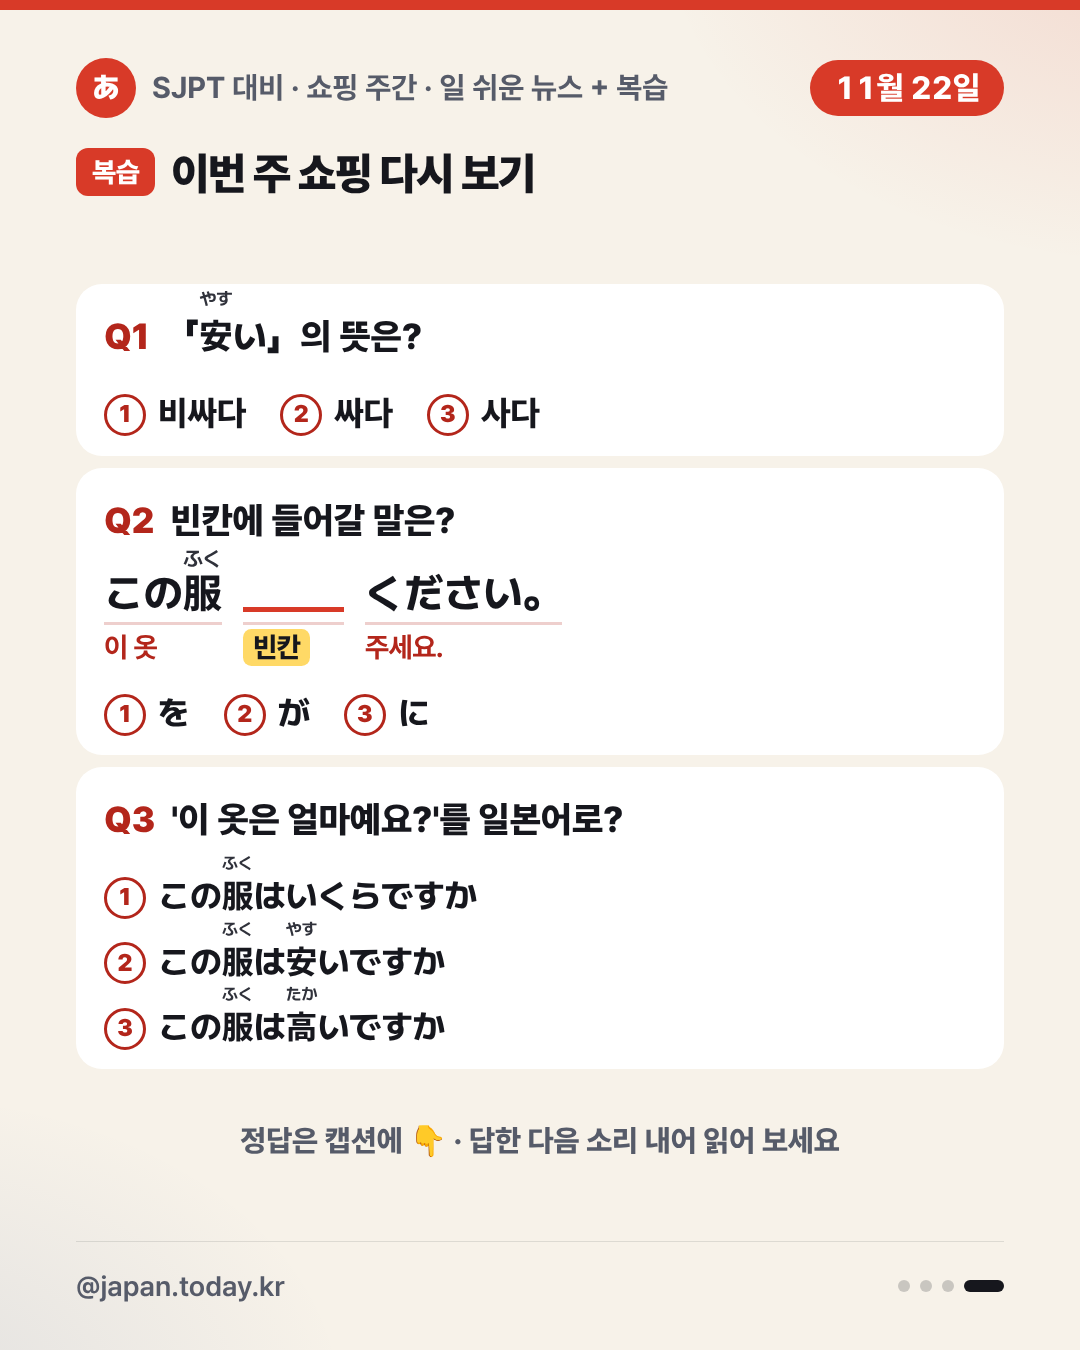 あ SJPT 대비 · 쇼핑 주간 · 일 쉬운 뉴스 + 복습 11월 22일
복습 이번 주 쇼핑 다시 보기
やす
Q1 「安い」의 뜻은?
1 비싸다 2 싸다 3 사다
Q2 빈칸에 들어갈 말은?
ふく
この服 ____ ください。
이 옷 빈칸 주세요.
1 を 2 が 3 に
Q3 '이 옷은 얼마예요?'를 일본어로?
ふく
1 この服はいくらですか
ふく やす
2 この服は安いですか
ふく たか
3 この服は高いですか
정답은 캡션에 👇 · 답한 다음 소리 내어 읽어 보세요
@japan.today.kr